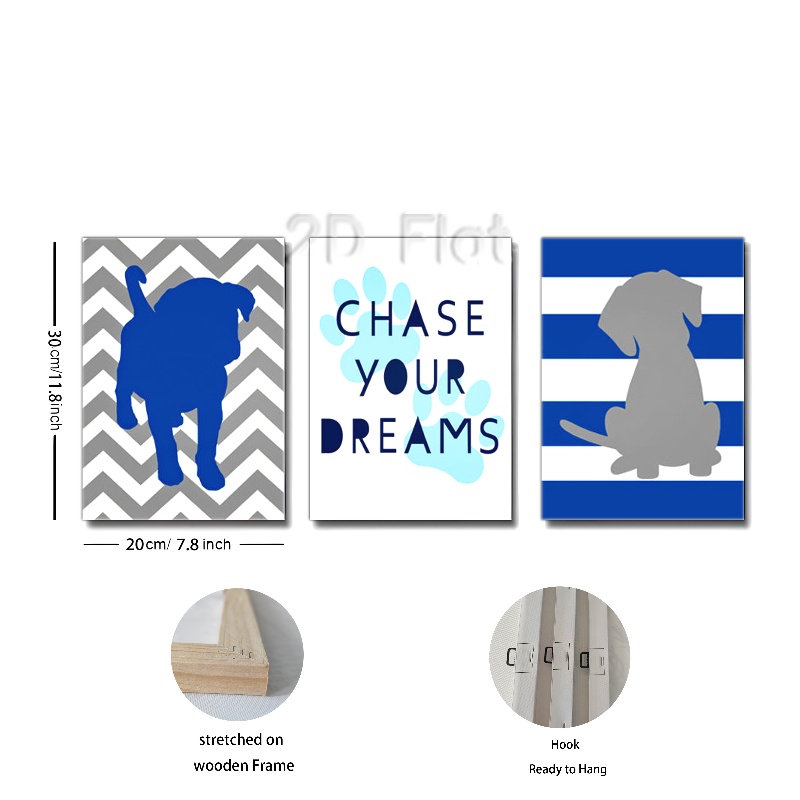 2D Flat
CHASE
YOUR
DREAMS
30cm/11.8inch
20cm/ 7.8 inch
stretched on
wooden Frame
Hook
Ready to Hang